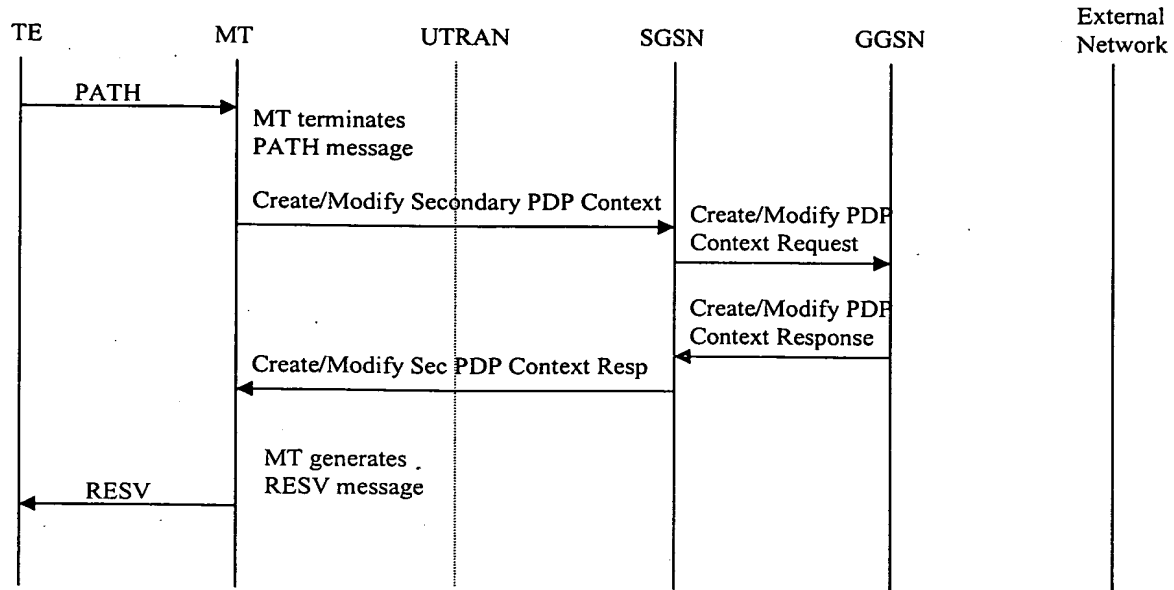 External
Network
TE
MT
UTRAN
SGSN
GGSN
PATH
MT terminates
PATH message
Create/Modify Secondary PDP Context
Create/Modify PDP
Context Request
Create/Modify PDP
Context Response
Create/Modify Sec PDP Context Resp
MT generates
RESV message
RESV